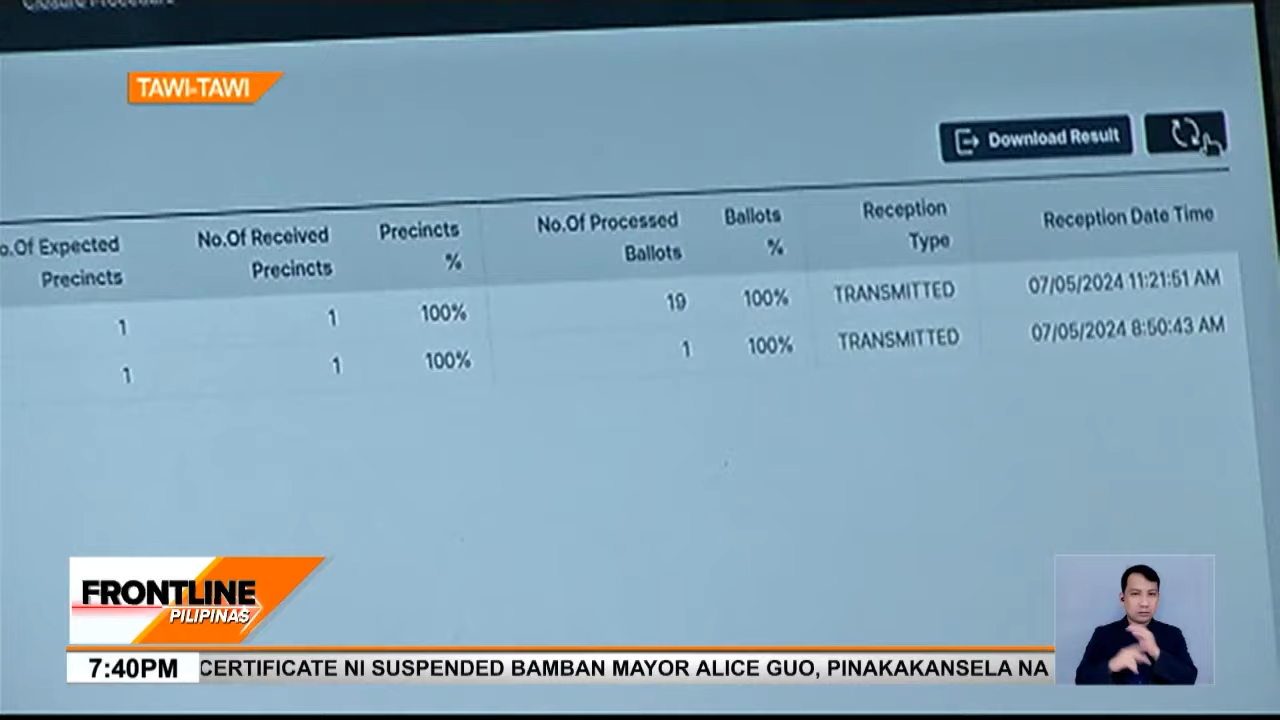 Closure Procedure
TAWI-TAWI
Download Result
o.Of Expected Precincts
No.Of Received Precincts
Precincts %
No.Of Processed Ballots
Ballots %
Reception Type
Reception Date Time
1 1 100% 19 100% TRANSMITTED 07/05/2024 11:21:51 AM
1 1 100% 1 100% TRANSMITTED 07/05/2024 8:50:43 AM
FRONTLINE
PILIPINAS
7:40PM CERTIFICATE NI SUSPENDED BAMBAN MAYOR ALICE GUO, PINAKAKANSELA NA